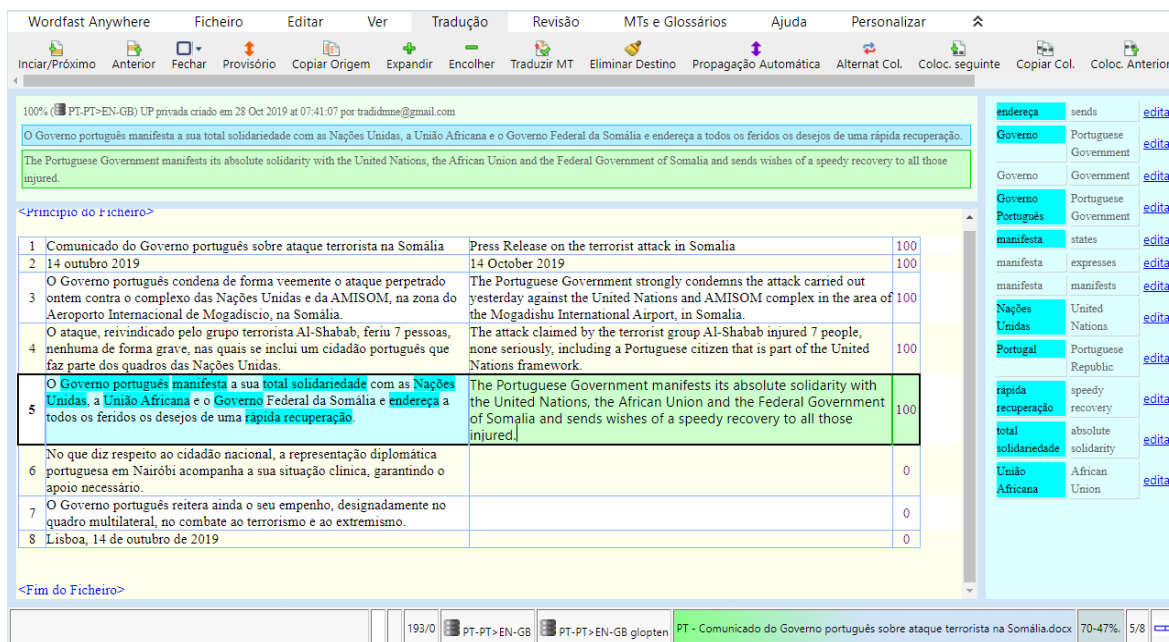 Wordfast Anywhere Ficheiro Editar Ver Tradução Revisão MTs e Glossários Ajuda Personalizar
Inciar/Próximo Anterior Fechar Provisório Copiar Origem Expandir Encolher Traduzir MT Eliminar Destino Propagação Automática Alternat Col. Coloc. seguinte Copiar Col. Coloc. Anterior
100% (PT-PT>EN-GB) UP privada criado em 28 Oct 2019 at 07:41:07 por tradidmne@gmail.com
O Governo português manifesta a sua total solidariedade com as Nações Unidas, a União Africana e o Governo Federal da Somália e endereça a todos os feridos os desejos de uma rápida recuperação.
The Portuguese Government manifests its absolute solidarity with the United Nations, the African Union and the Federal Government of Somalia and sends wishes of a speedy recovery to all those
injured.
<Princípio do Ficheiro>
1 Comunicado do Governo português sobre ataque terrorista na Somália Press Release on the terrorist attack in Somalia 100
2 14 outubro 2019 14 October 2019 100
O Governo português condena de forma veemente o ataque perpetrado The Portuguese Government strongly condemns the attack carried out
3 ontem contra o complexo das Nações Unidas e da AMISOM, na zona do yesterday against the United Nations and AMISOM complex in the area of 100
Aeroporto Internacional de Mogadíscio, na Somália. the Mogadishu International Airport, in Somalia.
O ataque, reivindicado pelo grupo terrorista Al-Shabab, feriu 7 pessoas, The attack claimed by the terrorist group Al-Shabab injured 7 people,
4 nenhuma de forma grave, nas quais se inclui um cidadão português que none seriously, including a Portuguese citizen that is part of the United 100
faz parte dos quadros das Nações Unidas. Nations framework.
O Governo português manifesta a sua total solidariedade com as Nações The Portuguese Government manifests its absolute solidarity with
5 Unidas, a União Africana e o Governo Federal da Somália e endereça a the United Nations, the African Union and the Federal Government 100
todos os feridos os desejos de uma rápida recuperação. of Somalia and sends wishes of a speedy recovery to all those
injured.
No que diz respeito ao cidadão nacional, a representação diplomática
6 portuguesa em Nairóbi acompanha a sua situação clínica, garantindo o 0
apoio necessário.
7 O Governo português reitera ainda o seu empenho, designadamente no 0
quadro multilateral, no combate ao terrorismo e ao extremismo.
8 Lisboa, 14 de outubro de 2019 0
<Fim do Ficheiro>
endereça sends edita
Governo Portuguese
Government edita
Governo Government edita
Governo Portuguese
Português Government edita
manifesta states edita
manifesta expresses edita
manifesta manifests edita
Nações United
Unidas Nations edita
Portugal Portuguese
Republic edita
rápida speedy
recuperação recovery edita
total absolute
solidariedade solidarity edita
União African
Africana Union edita
193/0 PT-PT>EN-GB PT-PT>EN-GB glopten PT - Comunicado do Governo português sobre ataque terrorista na Somália.docx 70-47%. 5/8